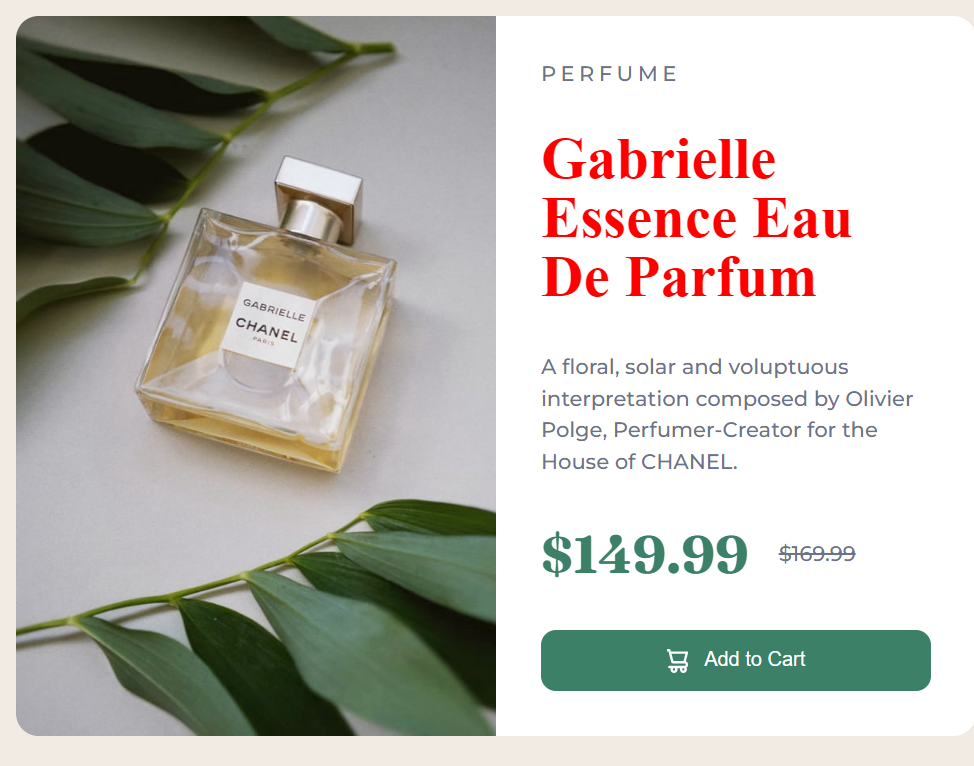 GABRIELLE
CHANEL
PARIS
PERFUME
Gabrielle
Essence Eau
De Parfum
A floral, solar and voluptuous
interpretation composed by Olivier
Polge, Perfumer-Creator for the
House of CHANEL.
$149.99 $169.99
Add to Cart